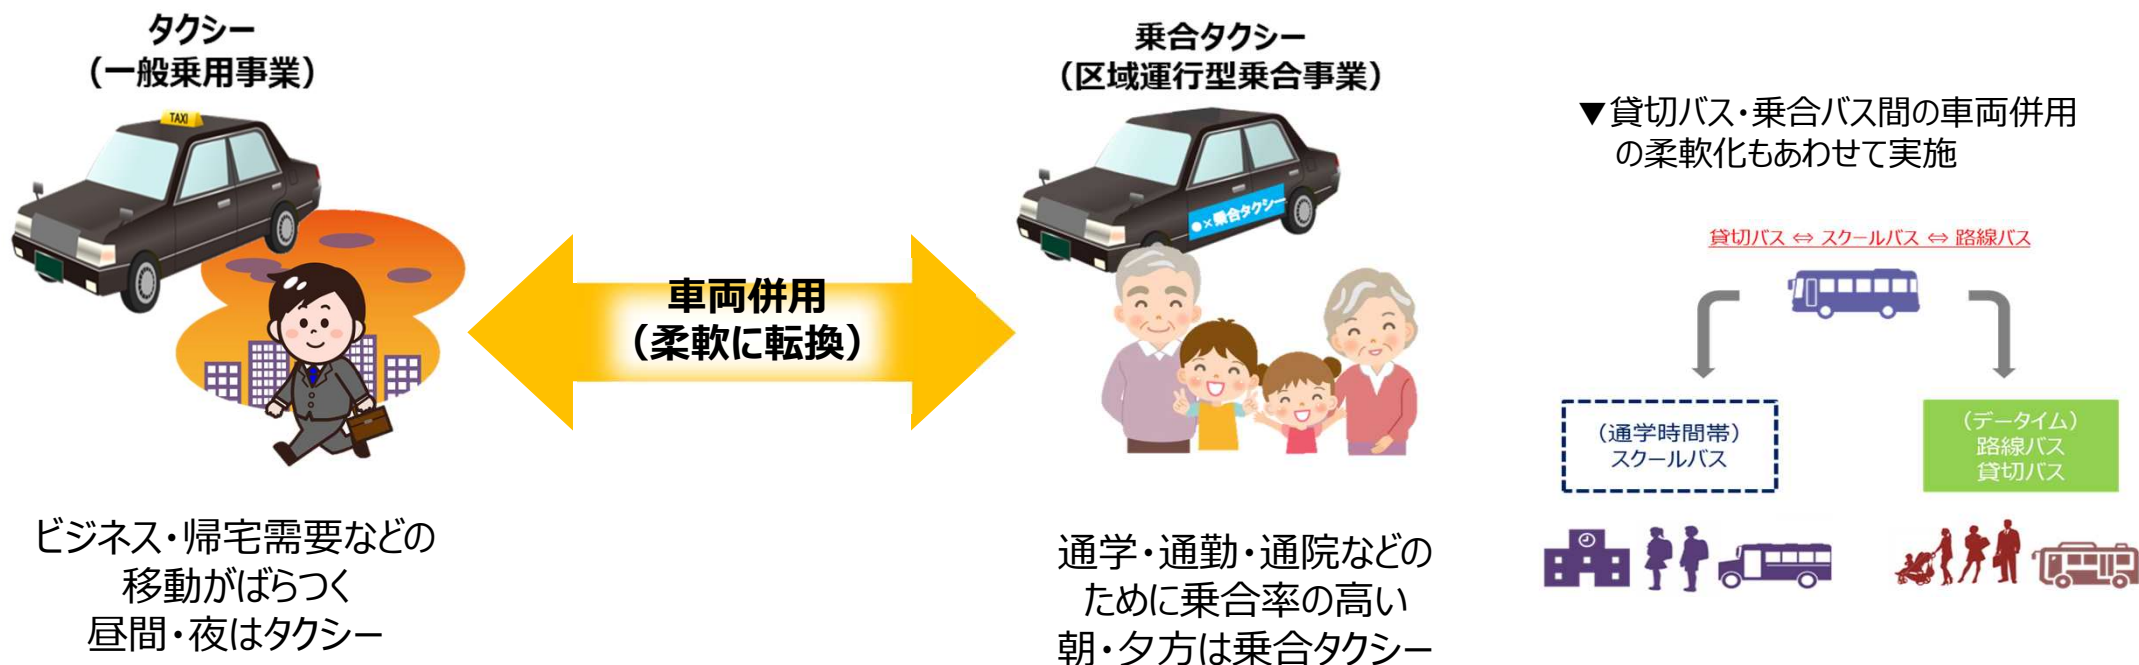 タクシー
（一般乗用事業）
TAXI
ビジネス・帰宅需要などの
移動がばらつく
昼間・夜はタクシー
車両併用
（柔軟に転換）
乗合タクシー
（区域運行型乗合事業）
●×乗合タクシー
通学・通勤・通院などの
ために乗合率の高い
朝・夕方は乗合タクシー
▼貸切バス・乗合バス間の車両併用
の柔軟化もあわせて実施
貸切バス ⇔ スクールバス ⇔ 路線バス
（通学時間帯）
スクールバス
（データイム）
路線バス
貸切バス